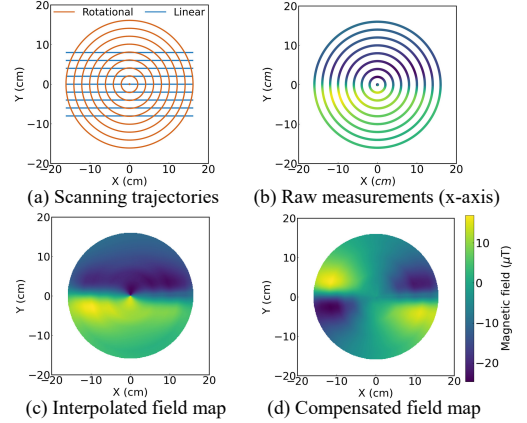 Rotational Linear
20
10
0
−10
−20
Y (cm)
−20 −10 0 10 20
X (cm)
(a) Scanning trajectories
20
10
0
−10
−20
Y (cm)
−20 −10 0 10 20
X (cm)
(b) Raw measurements (x-axis)
20
10
0
−10
−20
Y (cm)
−20 −10 0 10 20
X (cm)
(c) Interpolated field map
20
10
0
−10
−20
Y (cm)
−20 −10 0 10 20
X (cm)
(d) Compensated field map
10
0
−10
−20
Magnetic field (μT)